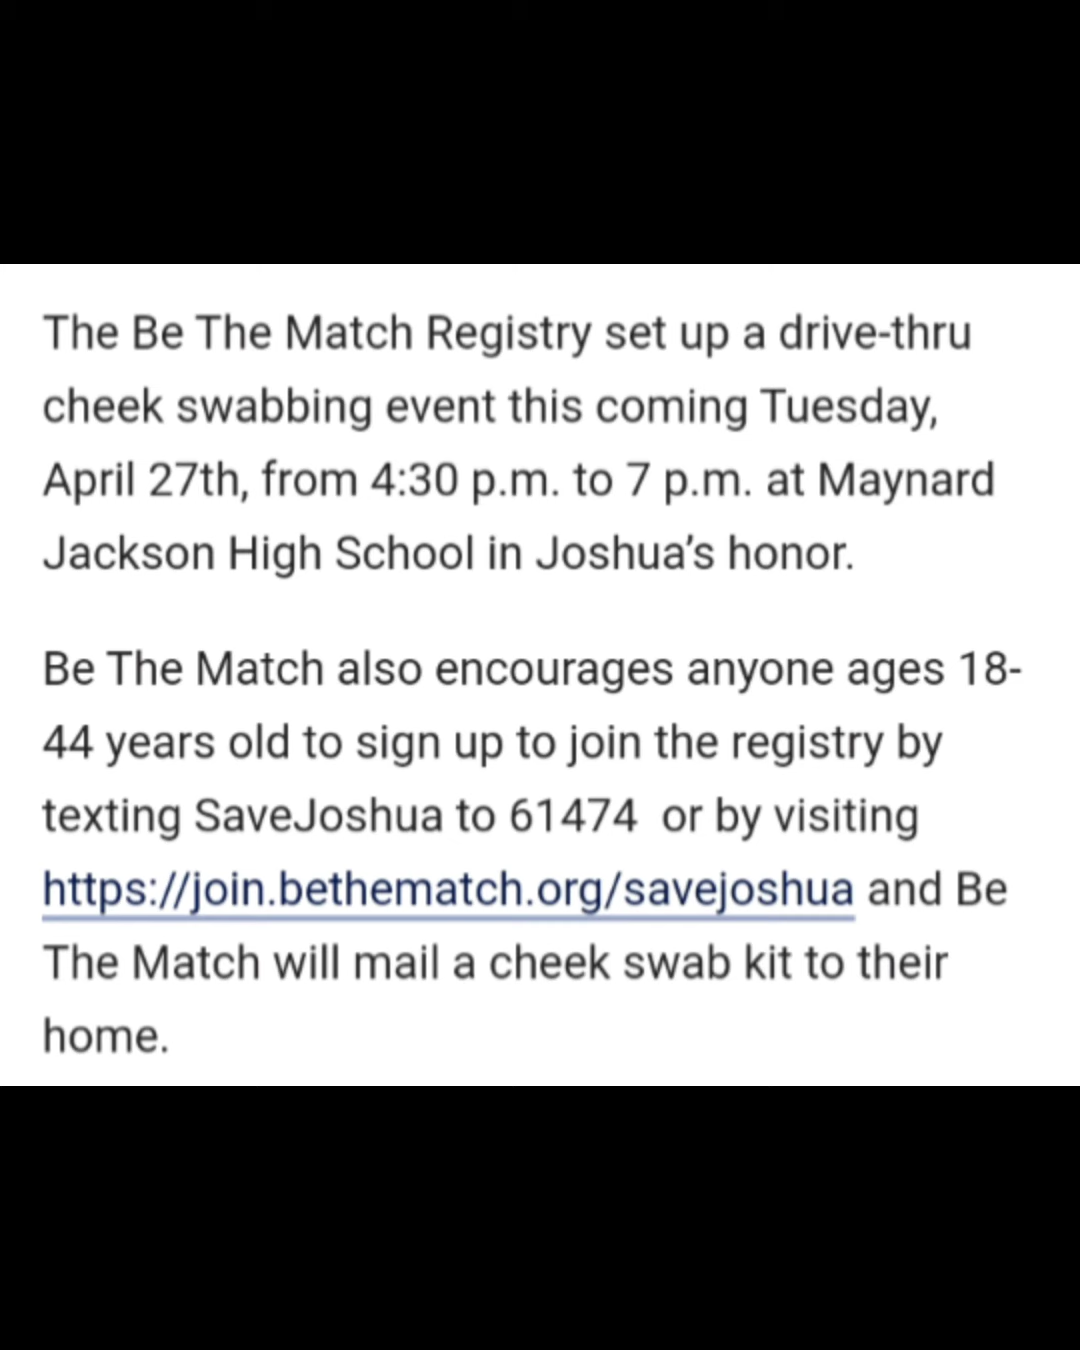 The Be The Match Registry set up a drive-thru
cheek swabbing event this coming Tuesday,
April 27th, from 4:30 p.m. to 7 p.m. at Maynard
Jackson High School in Joshua’s honor.
Be The Match also encourages anyone ages 18-
44 years old to sign up to join the registry by
texting SaveJoshua to 61474  or by visiting
https://join.bethematch.org/savejoshua and Be
The Match will mail a cheek swab kit to their
home.